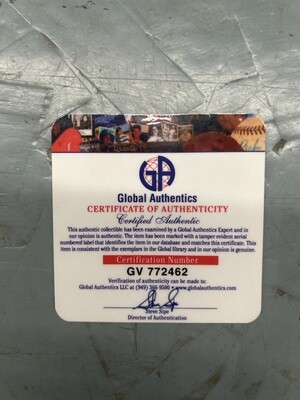 GA
Global Authentics
CERTIFICATE OF AUTHENTICITY
Certified Authentic
This authentic collectible has been examined by a Global Authentics Expert and in
our opinion is authentic. The item has been marked with a tamper evident serial
numbered label that identifies the item in our database and matches this certificate. This
item is consistent with the exemplars in the Global library and in our opinion is genuine.
Certification Number
GV 772462
Verification of authenticity can be made to:
Global Authentics LLC at (949) 366-9500 • www.globalauthentics.com
Steve Sipe
Director of Authentication